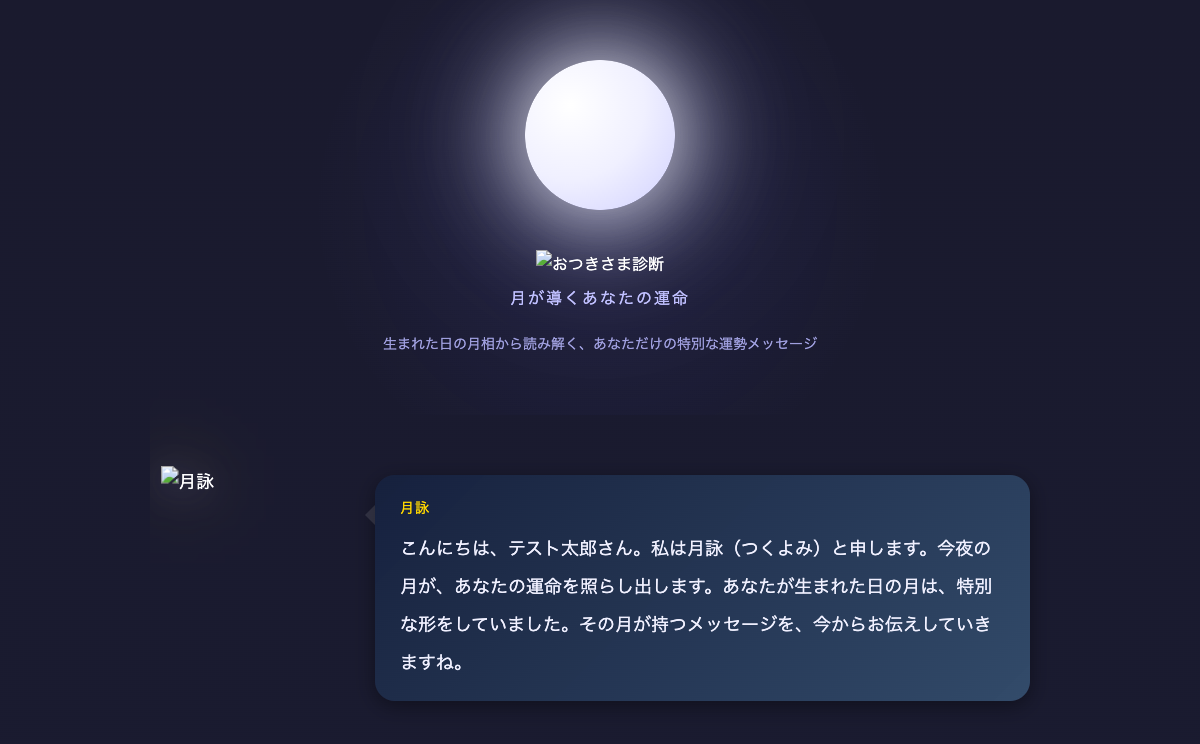 おつきさま診断
月が導くあなたの運命
生まれた日の月相から読み解く、あなただけの特別な運勢メッセージ
月詠
月詠
こんにちは、テスト太郎さん。私は月詠（つくよみ）と申します。今夜の
月が、あなたの運命を照らし出します。あなたが生まれた日の月は、特別
な形をしていました。その月が持つメッセージを、今からお伝えしていき
ますね。